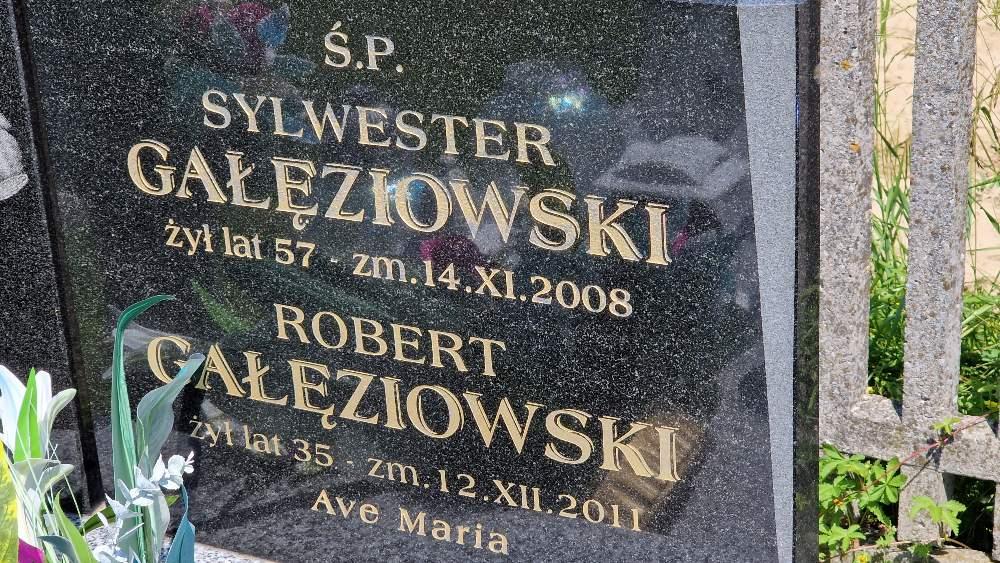 Ś.P.
SYLWESTER
GAŁĘZIOWSKI
żył lat 57 - zm.14.XI.2008
ROBERT
GAŁĘZIOWSKI
żył lat 35 - zm.12.XII.2011
Ave Maria